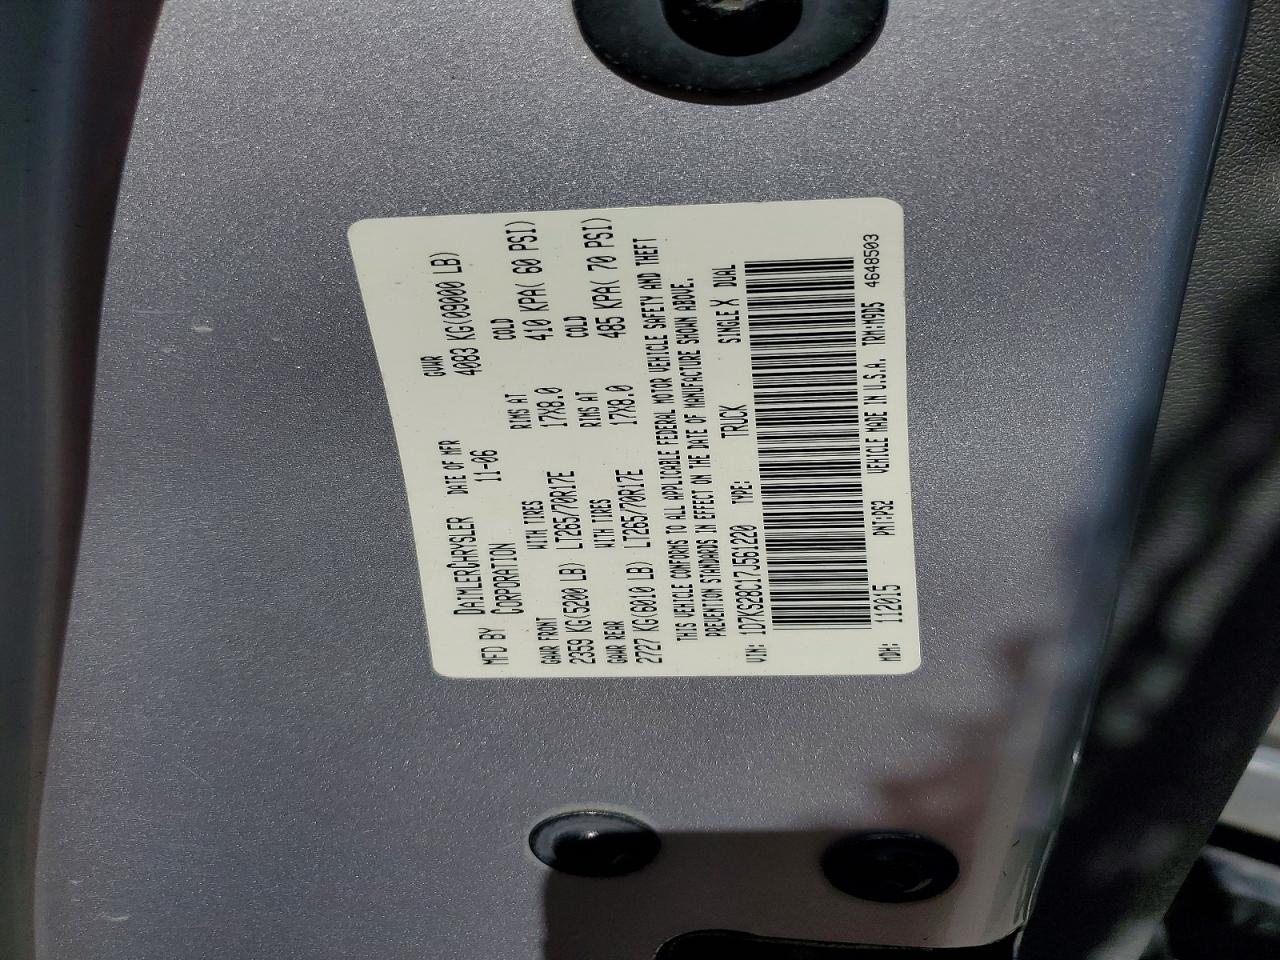 MFD BY DAIMLERCHRYSLER CORPORATION DATE OF MFR 11-06 GVWR 4083 KG(09000 LB)
GAWR FRONT WITH TIRES RIMS AT COLD
2359 KG(5200 LB) LT265/70R17E 17X8.0 410 KPA( 60 PSI)
GAWR REAR WITH TIRES RIMS AT COLD
2727 KG(6010 LB) LT265/70R17E 17X8.0 485 KPA( 70 PSI)
THIS VEHICLE CONFORMS TO ALL APPLICABLE FEDERAL MOTOR VEHICLE SAFETY AND THEFT
PREVENTION STANDARDS IN EFFECT ON THE DATE OF MANUFACTURE SHOWN ABOVE.
VIN: 1D7KS28C17J561220 TYPE: TRUCK SINGLE X DUAL
MDH: 112015 PNT:PS2 VEHICLE MADE IN U.S.A. TRM:M9D5 4648503